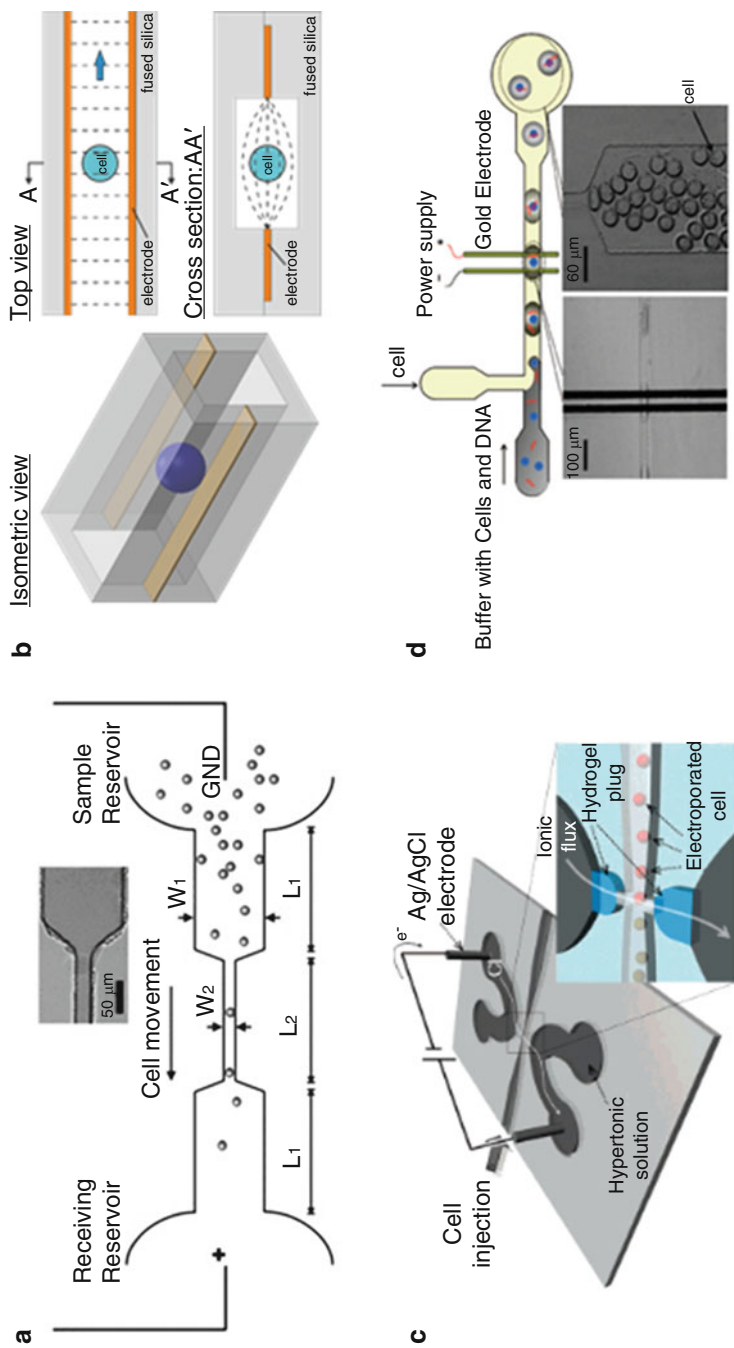 a
Receiving
Reservoir
Sample
Reservoir
50 μm
Cell movement
W1
W2
GND
+
L1
L2
L1
b
Isometric view
Top view
A
cell
electrode
fused silica
A′
Cross section:AA′
cell
electrode
fused silica
c
Cell
injection
e-
Ag/AgCl
electrode
Cl
Hypertonic
solution
Ionic
flux
Hydrogel
plug
Electroporated
cell
d
cell
Power supply
-
+
Buffer with Cells and DNA
Gold Electrode
100 μm
60 μm
cell